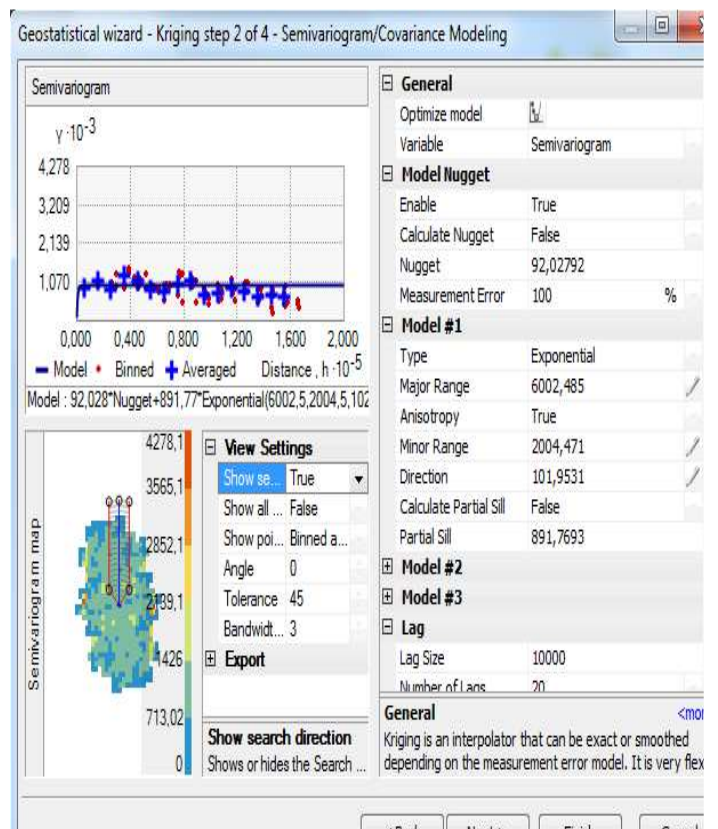 Geostatistical wizard - Kriging step 2 of 4 - Semivariogram/Covariance Modeling
Semivariogram
γ·10-3
4,278
3,209
2,139
1,070
0,000 0,400 0,800 1,200 1,600 2,000
Model Binned Averaged Distance , h ·10-5
Model : 92,028*Nugget+891,77*Exponential(6002,5,2004,5,102
Semivariogram map
4278,1
3565,1
2852,1
2139,1
1426
713,02
0
View Settings
Show se... True
Show all ... False
Show poi... Binned a...
Angle 0
Tolerance 45
Bandwidt... 3
Export
Show search direction
Shows or hides the Search ...
General
Optimize model
Variable Semivariogram
Model Nugget
Enable True
Calculate Nugget False
Nugget 92,02792
Measurement Error 100 %
Model #1
Type Exponential
Major Range 6002,485
Anisotropy True
Minor Range 2004,471
Direction 101,9531
Calculate Partial Sill False
Partial Sill 891,7693
Model #2
Model #3
Lag
Lag Size 10000
Number of Lags 20
General <mor
Kriging is an interpolator that can be exact or smoothed
depending on the measurement error model. It is very flex